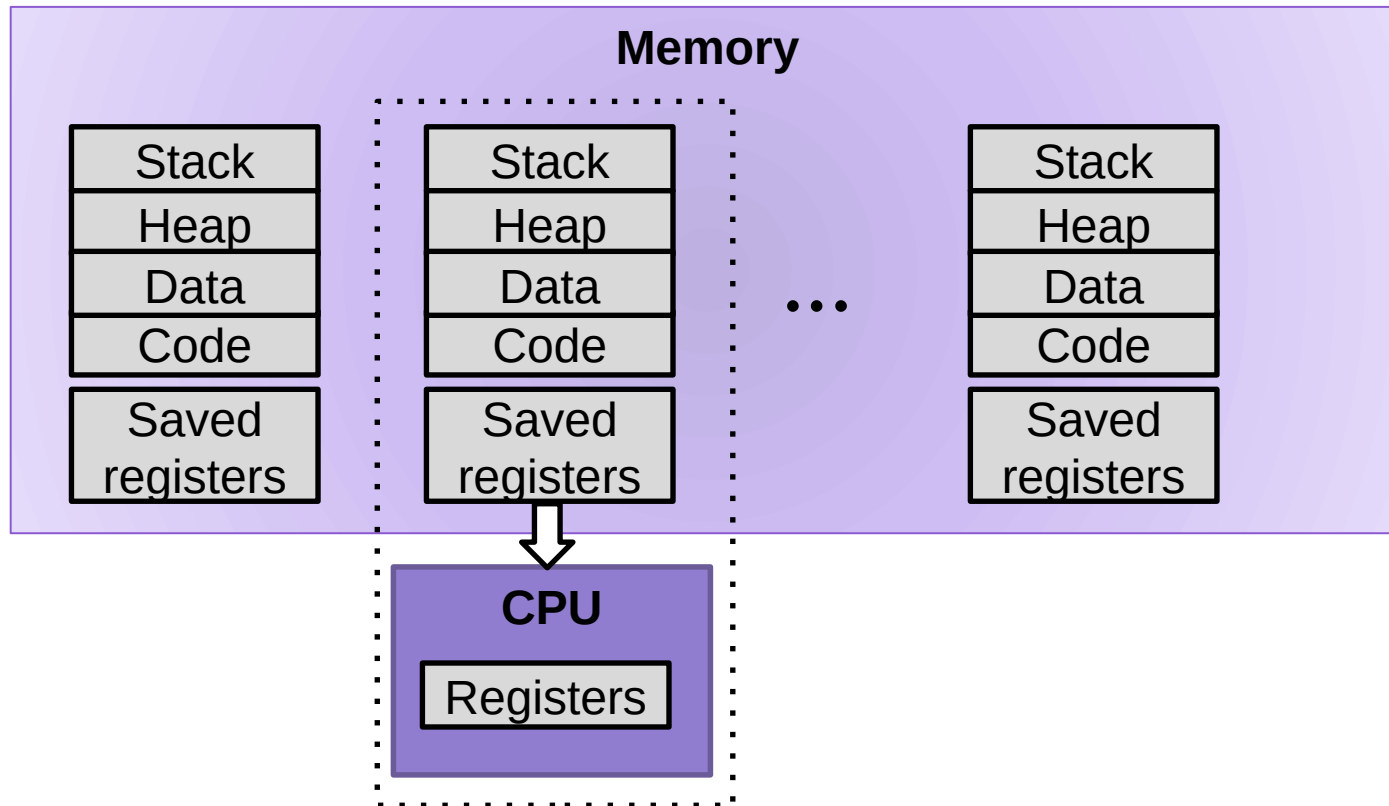 Memory
Stack
Heap
Data
Code
Saved
registers
Stack
Heap
Data
Code
Saved
registers
...
Stack
Heap
Data
Code
Saved
registers
CPU
Registers